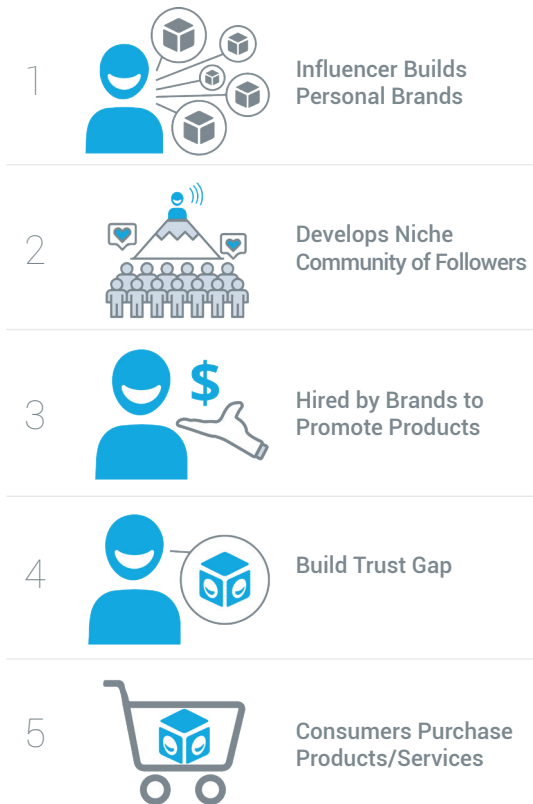 1
Influencer Builds
Personal Brands
2
Develops Niche
Community of Followers
3
$
Hired by Brands to
Promote Products
4
Build Trust Gap
5
Consumers Purchase
Products/Services